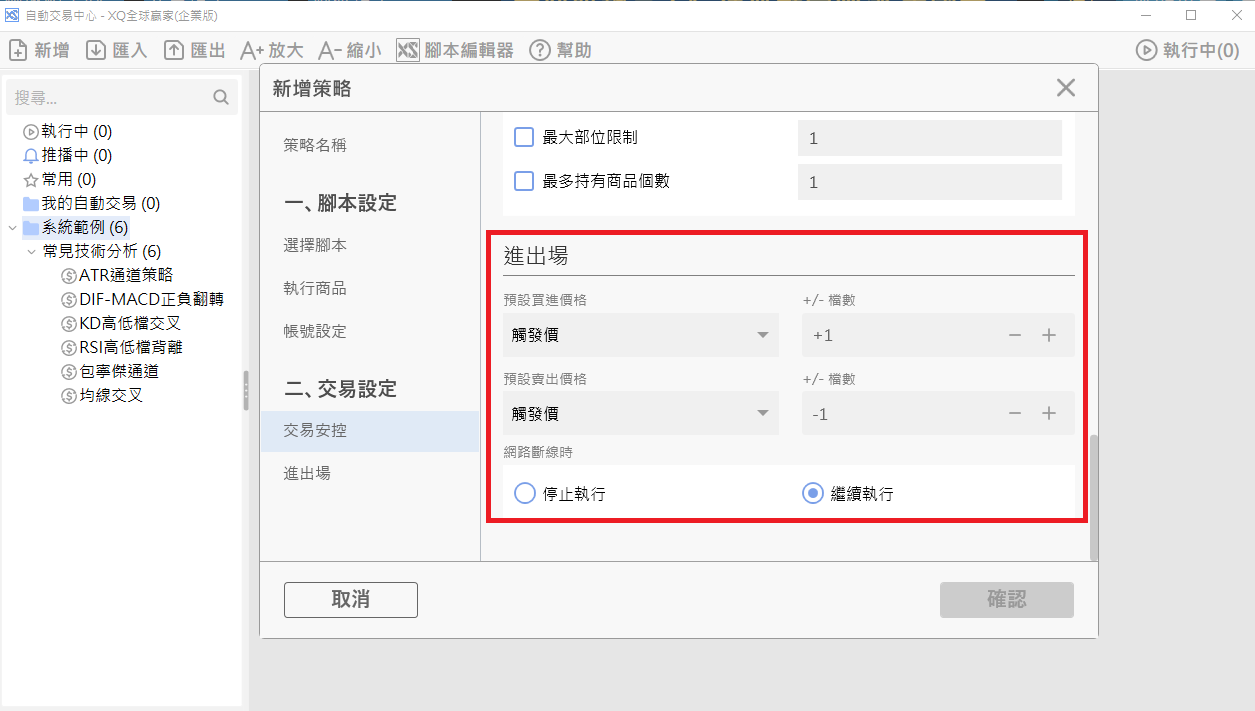 自動交易中心 - XQ全球贏家(企業版)
新增 匯入 匯出 A+放大 A-縮小 XS 腳本編輯器 ? 幫助 執行中(0)
搜尋...
執行中 (0)
推播中 (0)
常用 (0)
我的自動交易 (0)
系統範例 (6)
常見技術分析 (6)
ATR通道策略
DIF-MACD正負翻轉
KD高低檔交叉
RSI高低檔背離
包寧傑通道
均線交叉
新增策略
策略名稱
一、腳本設定
選擇腳本
執行商品
帳號設定
二、交易設定
交易安控
進出場
最大部位限制 1
最多持有商品個數 1
進出場
預設買進價格 +/- 檔數
觸發價 +1 − +
預設賣出價格 +/- 檔數
觸發價 -1 − +
網路斷線時
停止執行 繼續執行
取消 確認